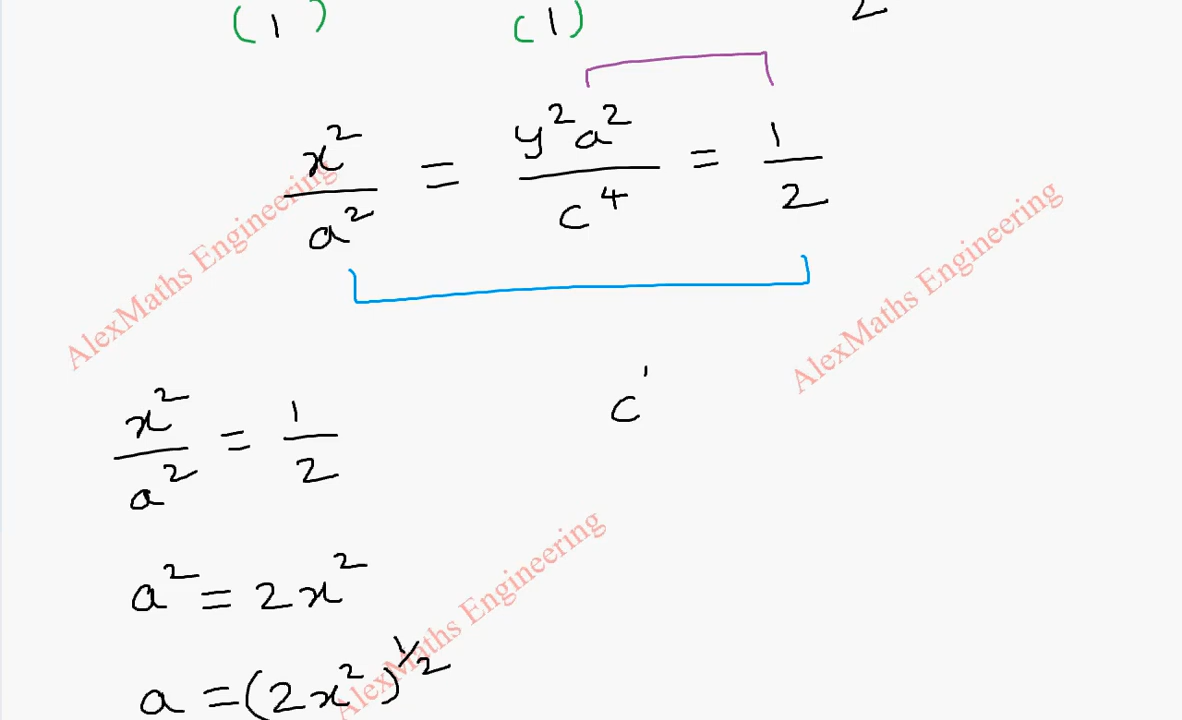 (1) (1) 2
x²/a² = y²a²/c⁴ = 1/2
x²/a² = 1/2
c'
a² = 2x²
a = (2x²)^1/2
AlexMaths Engineering
AlexMaths Engineering
AlexMaths Engineering